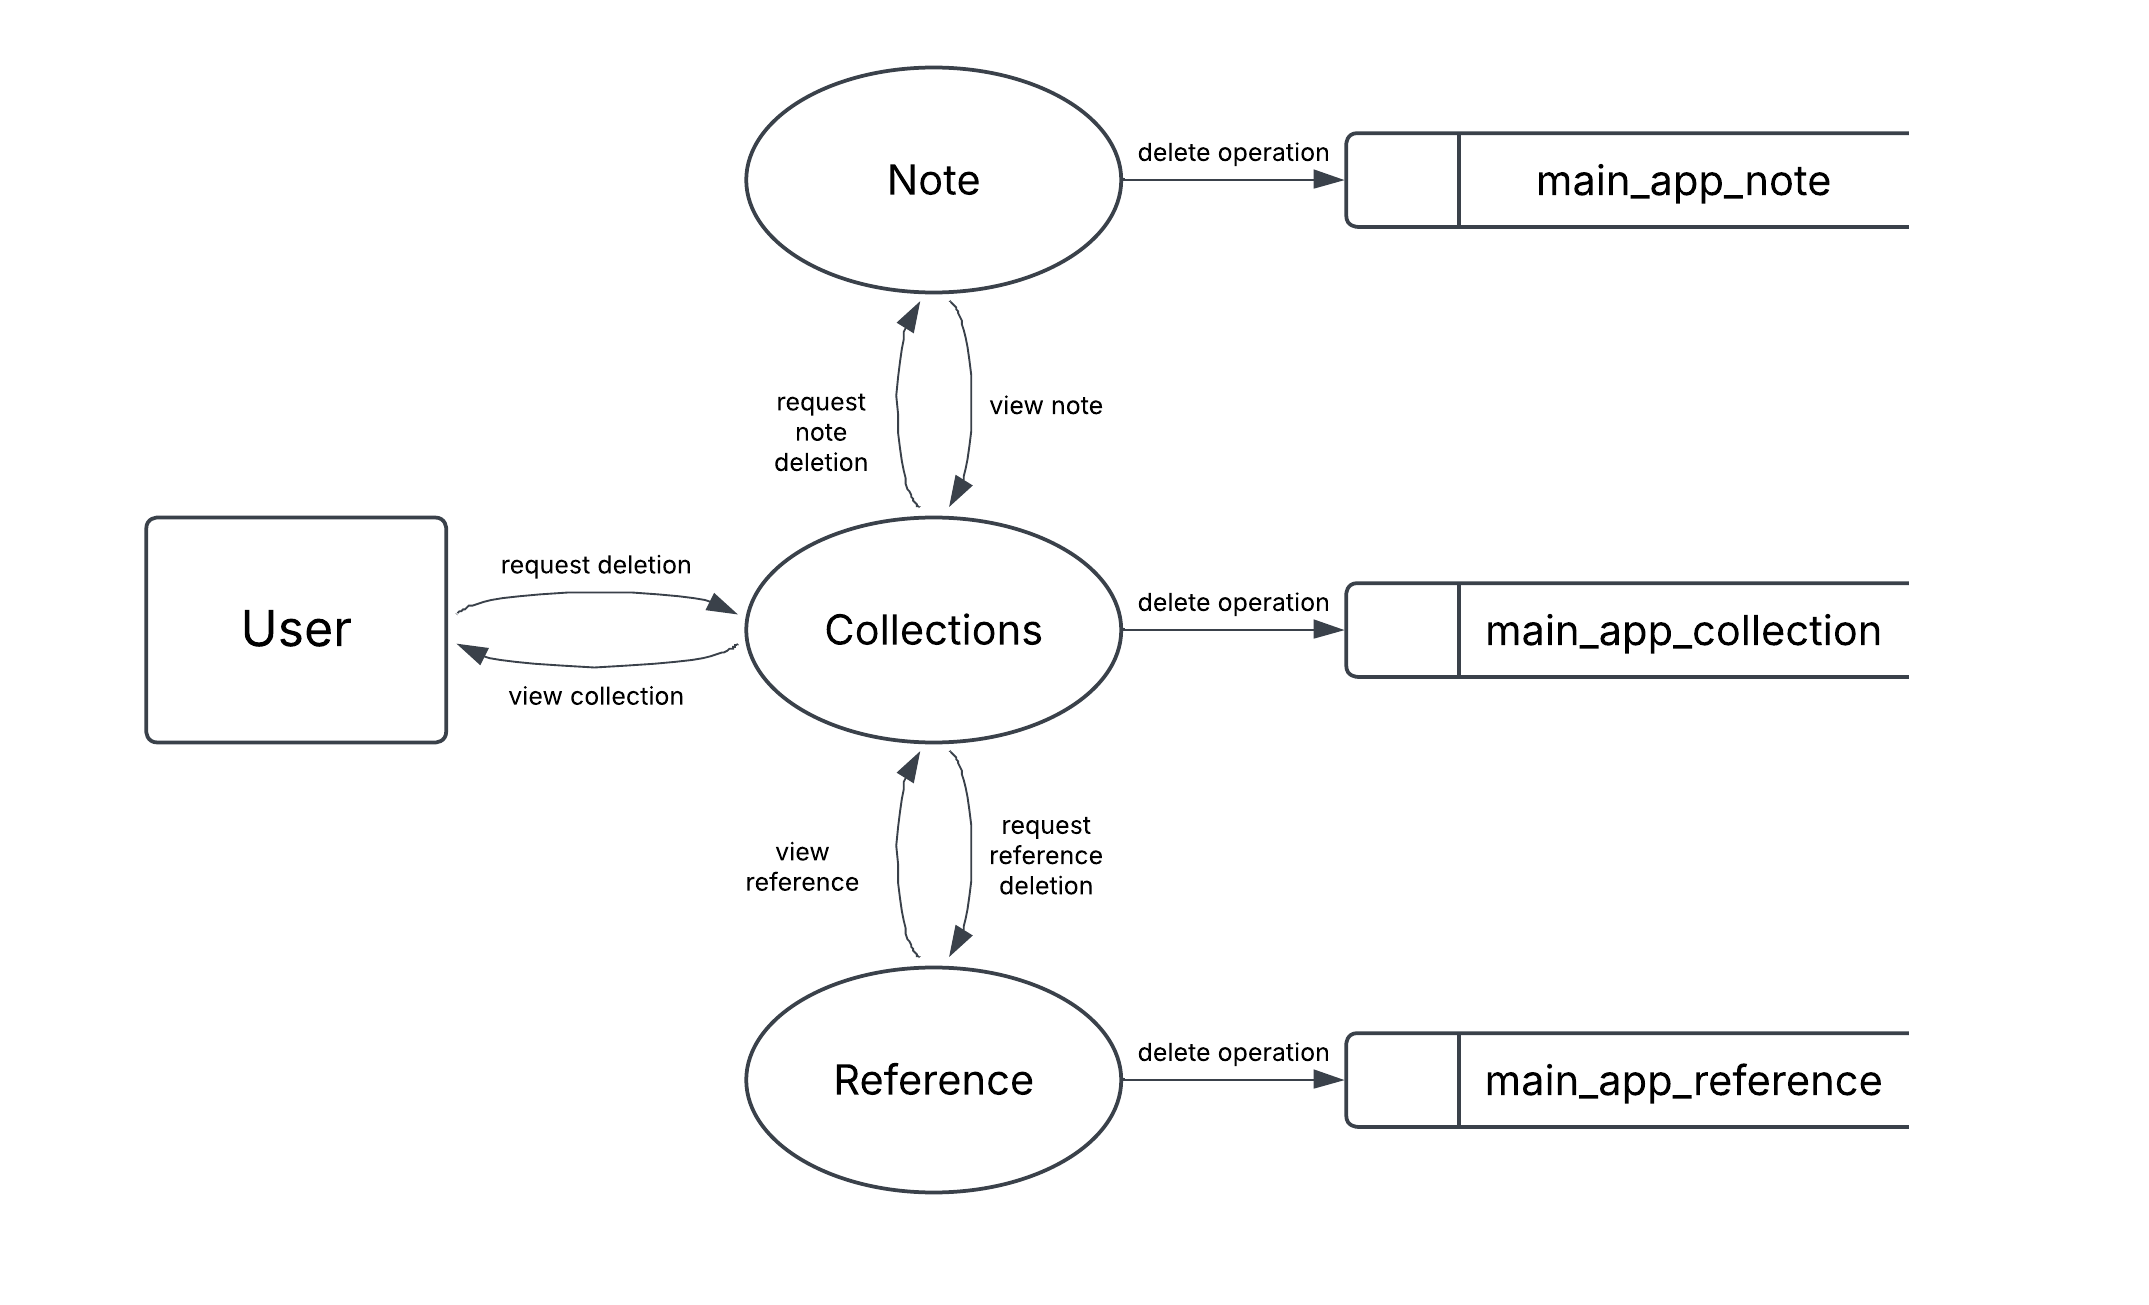 Note
delete operation
main_app_note
request
note
deletion
view note
User
request deletion
view collection
Collections
delete operation
main_app_collection
view
reference
request
reference
deletion
Reference
delete operation
main_app_reference